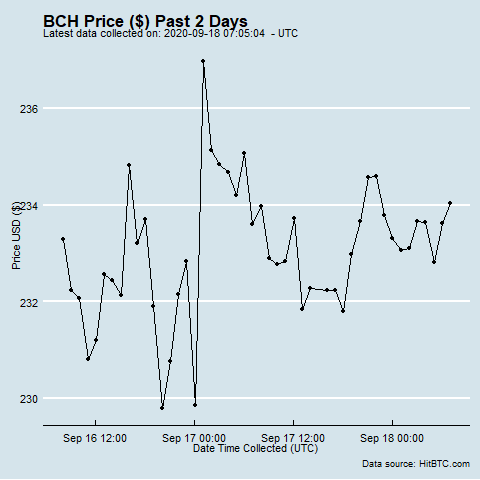 BCH Price ($) Past 2 Days
Latest data collected on: 2020-09-18 07:05:04 - UTC
236
234
232
230
Price USD ($)
Sep 16 12:00 Sep 17 00:00 Sep 17 12:00 Sep 18 00:00
Date Time Collected (UTC)
Data source: HitBTC.com